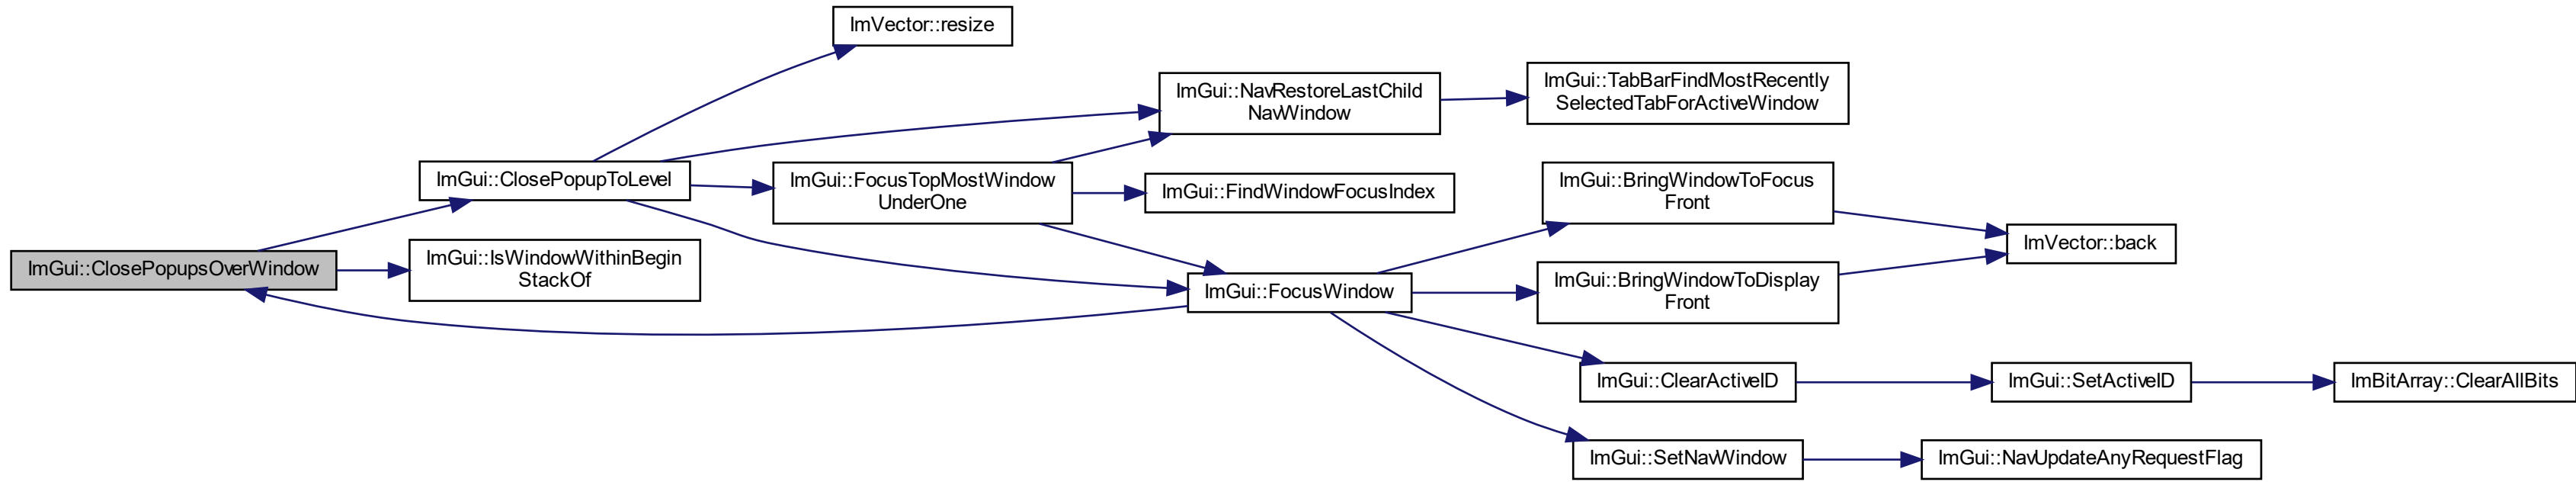 ImVector::resize
ImGui::NavRestoreLastChild
NavWindow
ImGui::TabBarFindMostRecently
SelectedTabForActiveWindow
ImGui::ClosePopupToLevel
ImGui::FocusTopMostWindow
UnderOne
ImGui::FindWindowFocusIndex
ImGui::BringWindowToFocus
Front
ImVector::back
ImGui::ClosePopupsOverWindow
ImGui::IsWindowWithinBegin
StackOf
ImGui::FocusWindow
ImGui::BringWindowToDisplay
Front
ImGui::ClearActiveID
ImGui::SetActiveID
ImBitArray::ClearAllBits
ImGui::SetNavWindow
ImGui::NavUpdateAnyRequestFlag